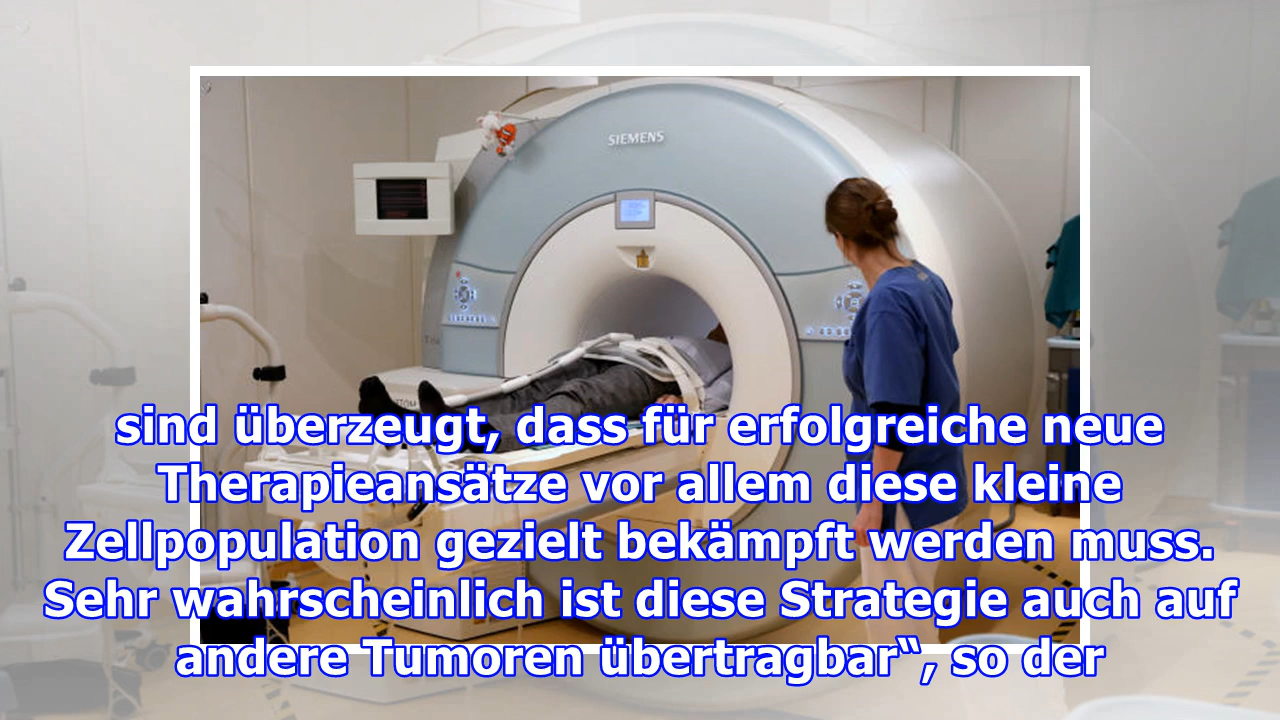 SIEMENS
sind überzeugt, dass für erfolgreiche neue
Therapieansätze vor allem diese kleine
Zellpopulation gezielt bekämpft werden muss.
Sehr wahrscheinlich ist diese Strategie auch auf
andere Tumoren übertragbar“, so der